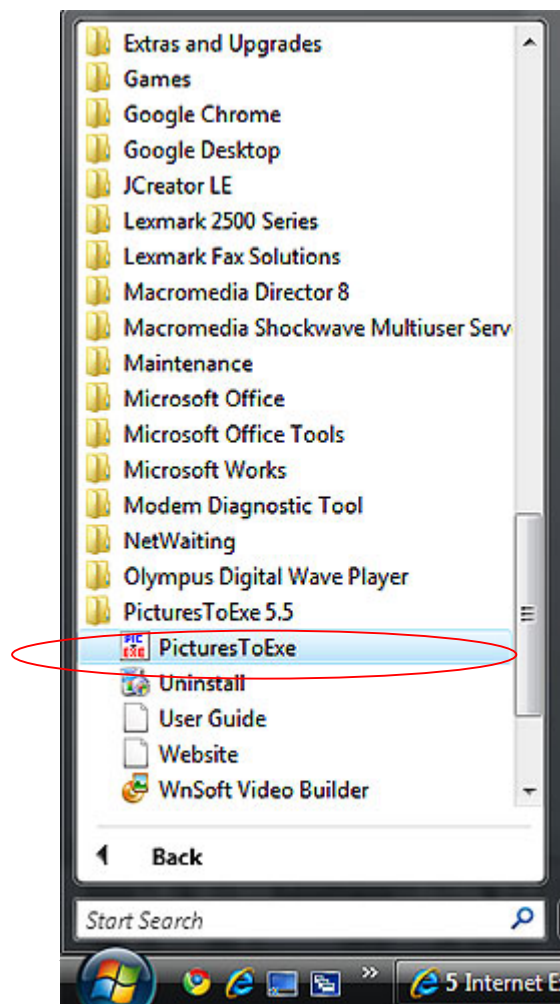 Extras and Upgrades
Games
Google Chrome
Google Desktop
JCreator LE
Lexmark 2500 Series
Lexmark Fax Solutions
Macromedia Director 8
Macromedia Shockwave Multiuser Serv
Maintenance
Microsoft Office
Microsoft Office Tools
Microsoft Works
Modem Diagnostic Tool
NetWaiting
Olympus Digital Wave Player
PicturesToExe 5.5
PIC
EXE
PicturesToExe
Uninstall
User Guide
Website
WnSoft Video Builder
Back
Start Search
» 5 Internet E